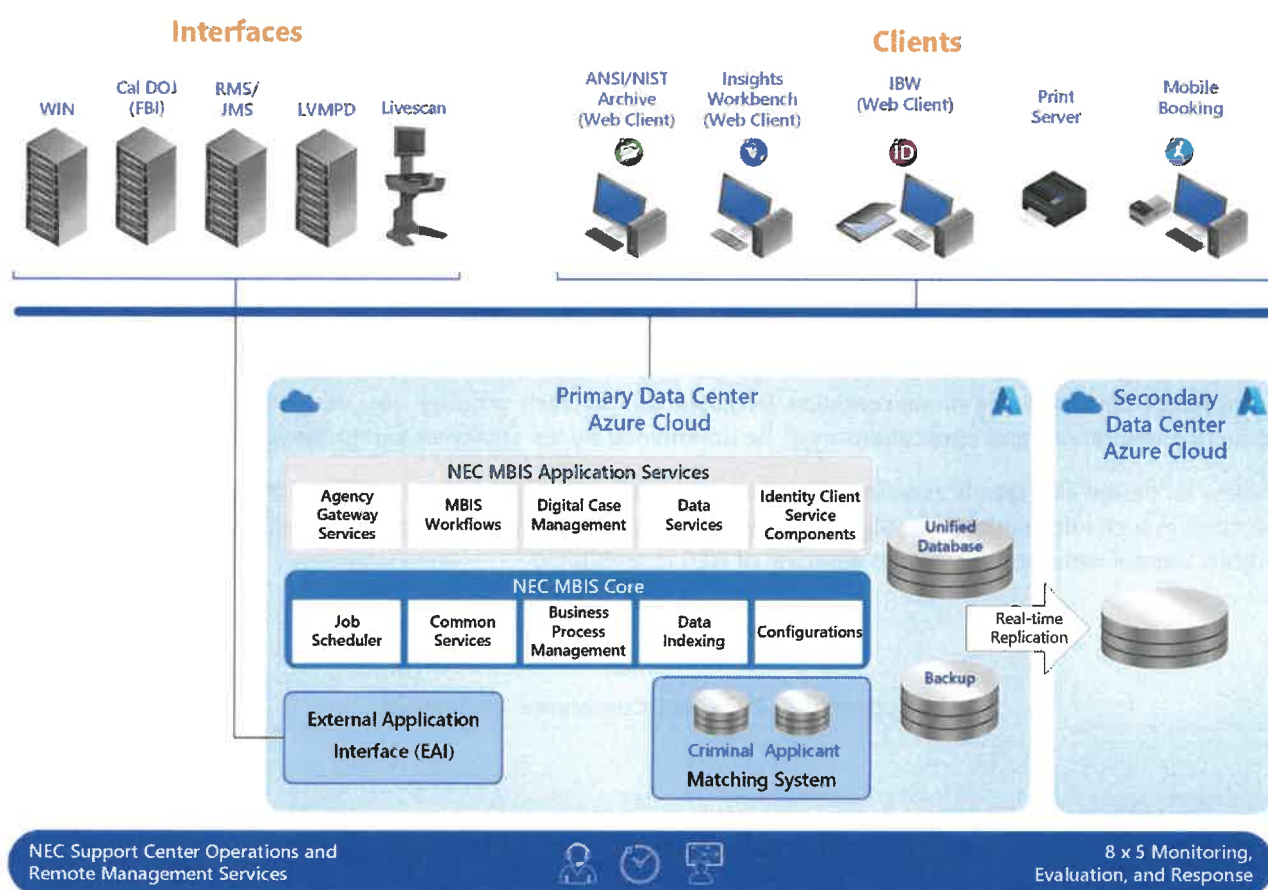 Interfaces
Clients
WIN
Cal DOJ
(FBI)
RMS/
JMS
LVMPD
Livescan
ANSI/NIST
Archive
(Web Client)
Insights
Workbench
(Web Client)
IBW
(Web Client)
Print
Server
Mobile
Booking
iD
Primary Data Center
Azure Cloud
Secondary
Data Center
Azure Cloud
NEC MBIS Application Services
Agency
Gateway
Services
MBIS
Workflows
Digital Case
Management
Data
Services
Identity Client
Service
Components
Unified
Database
NEC MBIS Core
Job
Scheduler
Common
Services
Business
Process
Management
Data
Indexing
Configurations
Real-time
Replication
Backup
External Application
Interface (EAI)
Criminal
Applicant
Matching System
NEC Support Center Operations and
Remote Management Services
8 x 5 Monitoring,
Evaluation, and Response